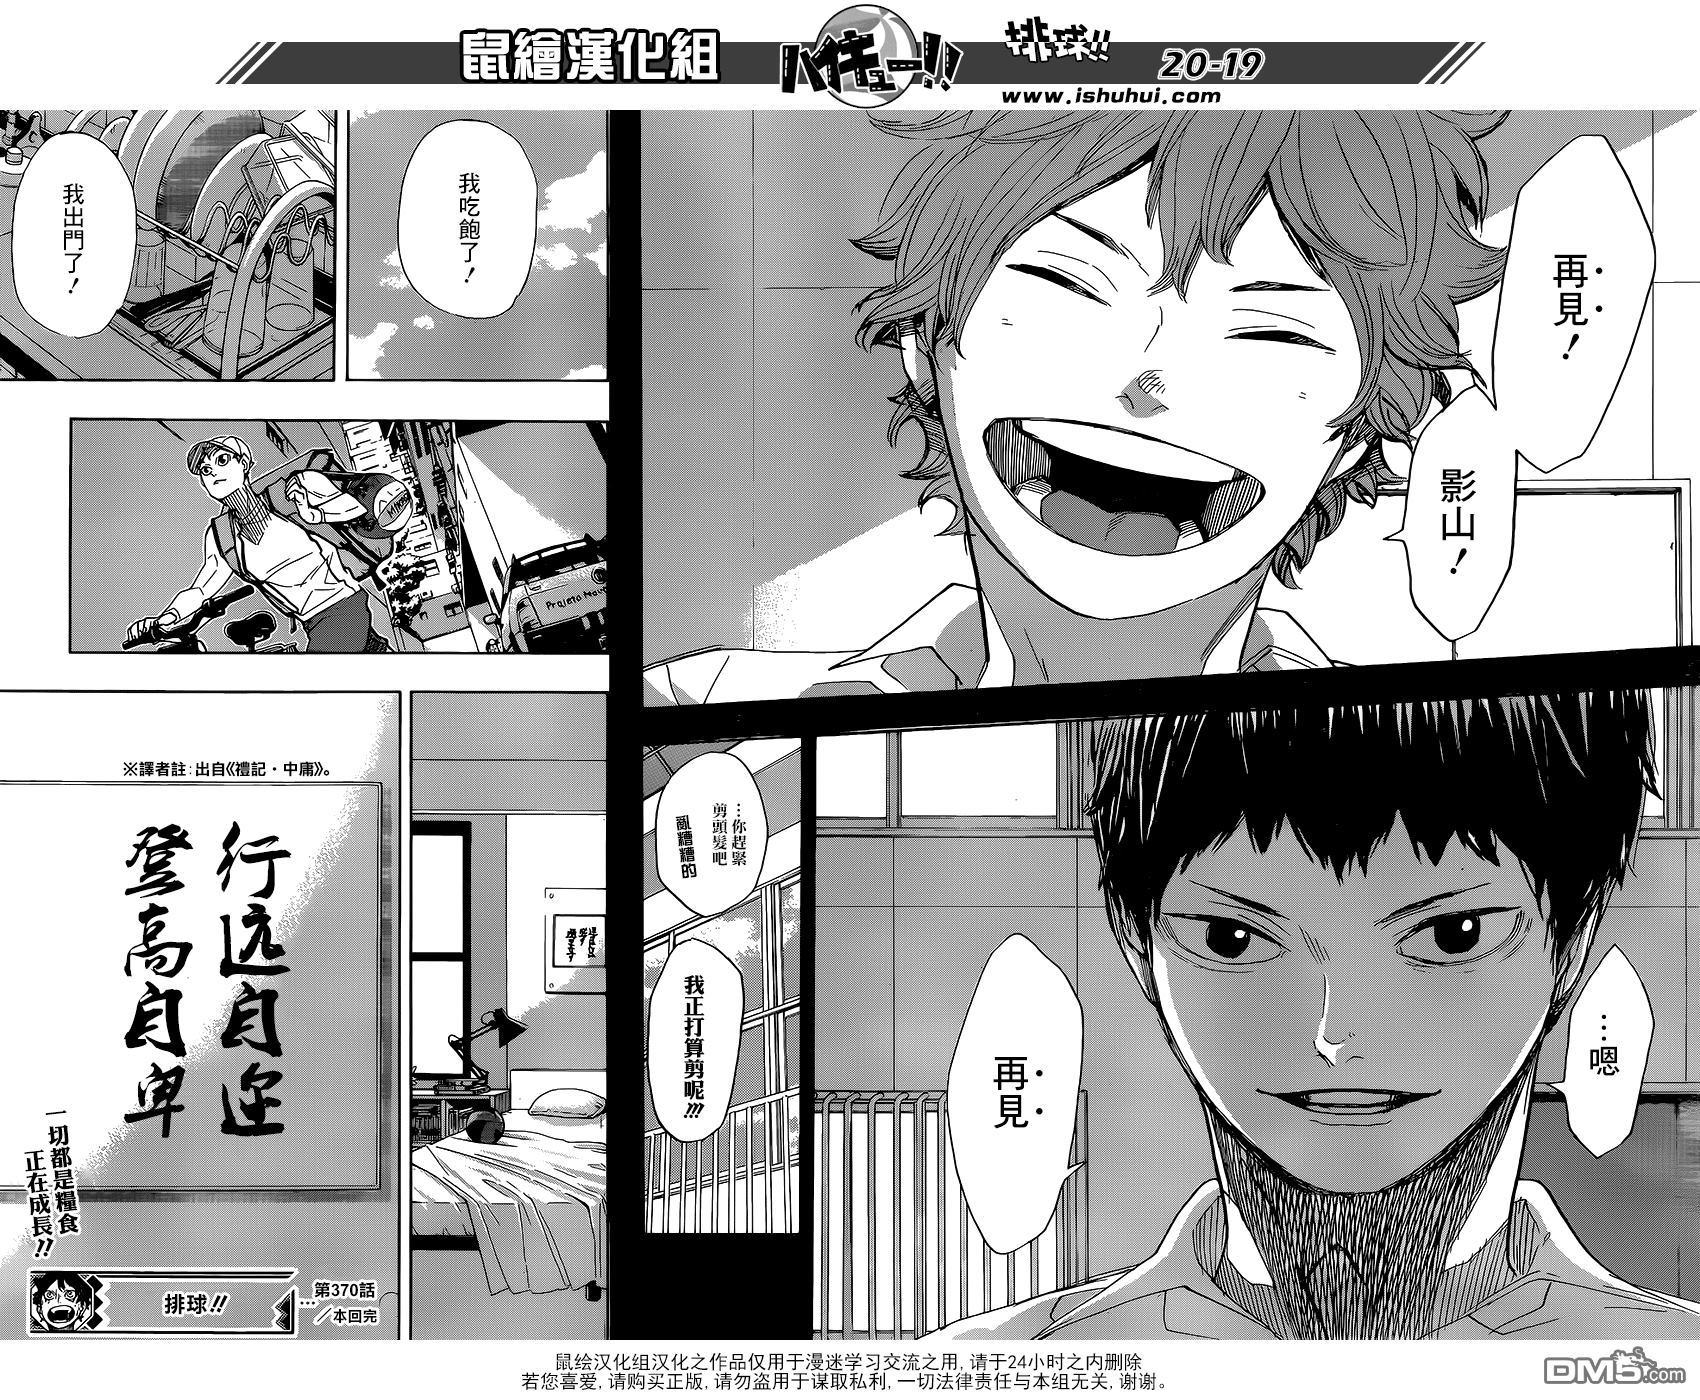 鼠繪漢化組
ハイキュー!!
排球!!
20-19
www.ishuhui.com
再見！
影山！
…嗯
再見
…你趕緊
剪頭髮吧
亂糟糟的
我正打算剪呢!!!
我吃飽了！
我出門了！
※譯者註：出自《禮記·中庸》。
行远自迩
登高自卑
一切都是糧食
正在成長!!
排球!!
第370話
…／本回完
鼠绘汉化组汉化之作品仅用于漫迷学习交流之用,请于24小时之内删除
若您喜爱,请购买正版,请勿盗用于谋取私利,一切法律责任与本组无关,谢谢。
DM5.com